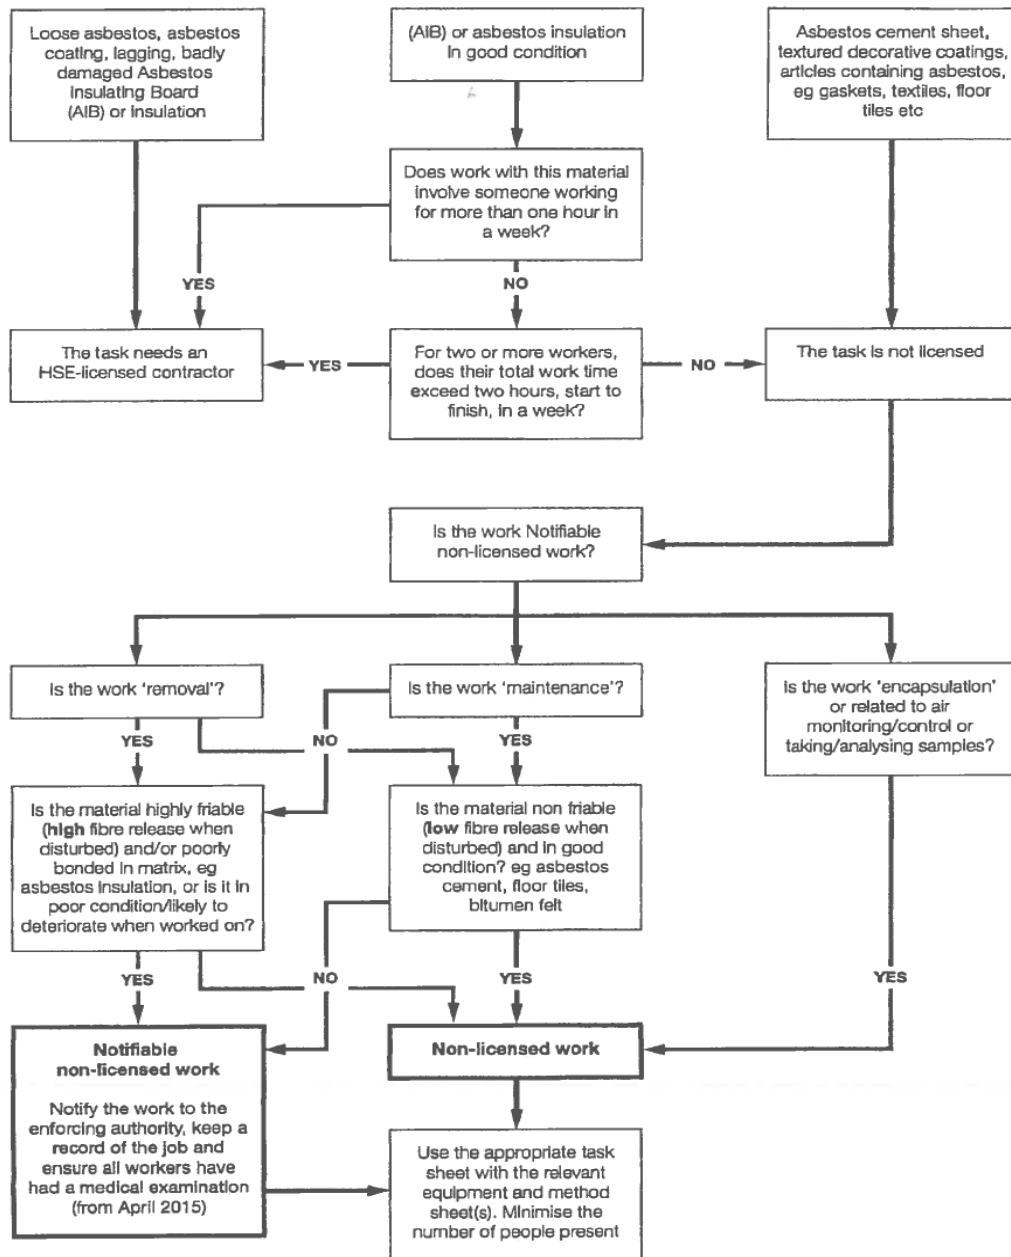 Loose asbestos, asbestos
coating, lagging, badly
damaged Asbestos
Insulating Board
(AIB) or insulation
(AIB) or asbestos insulation
in good condition
Asbestos cement sheet,
textured decorative coatings,
articles containing asbestos,
eg gaskets, textiles, floor
tiles etc
Does work with this material
involve someone working
for more than one hour in
a week?
YES
NO
The task needs an
HSE-licensed contractor
YES
For two or more workers,
does their total work time
exceed two hours, start to
finish, in a week?
NO
The task is not licensed
Is the work Notifiable
non-licensed work?
Is the work ‘removal’?
Is the work ‘maintenance’?
Is the work ‘encapsulation’
or related to air
monitoring/control or
taking/analysing samples?
YES
NO
YES
Is the material highly friable
(high fibre release when
disturbed) and/or poorly
bonded in matrix, eg
asbestos insulation, or is it in
poor condition/likely to
deteriorate when worked on?
Is the material non friable
(low fibre release when
disturbed) and in good
condition? eg asbestos
cement, floor tiles,
bitumen felt
YES
NO
YES
YES
Notifiable
non-licensed work
Notify the work to the
enforcing authority, keep a
record of the job and
ensure all workers have
had a medical examination
(from April 2015)
Non-licensed work
Use the appropriate task
sheet with the relevant
equipment and method
sheet(s). Minimise the
number of people present